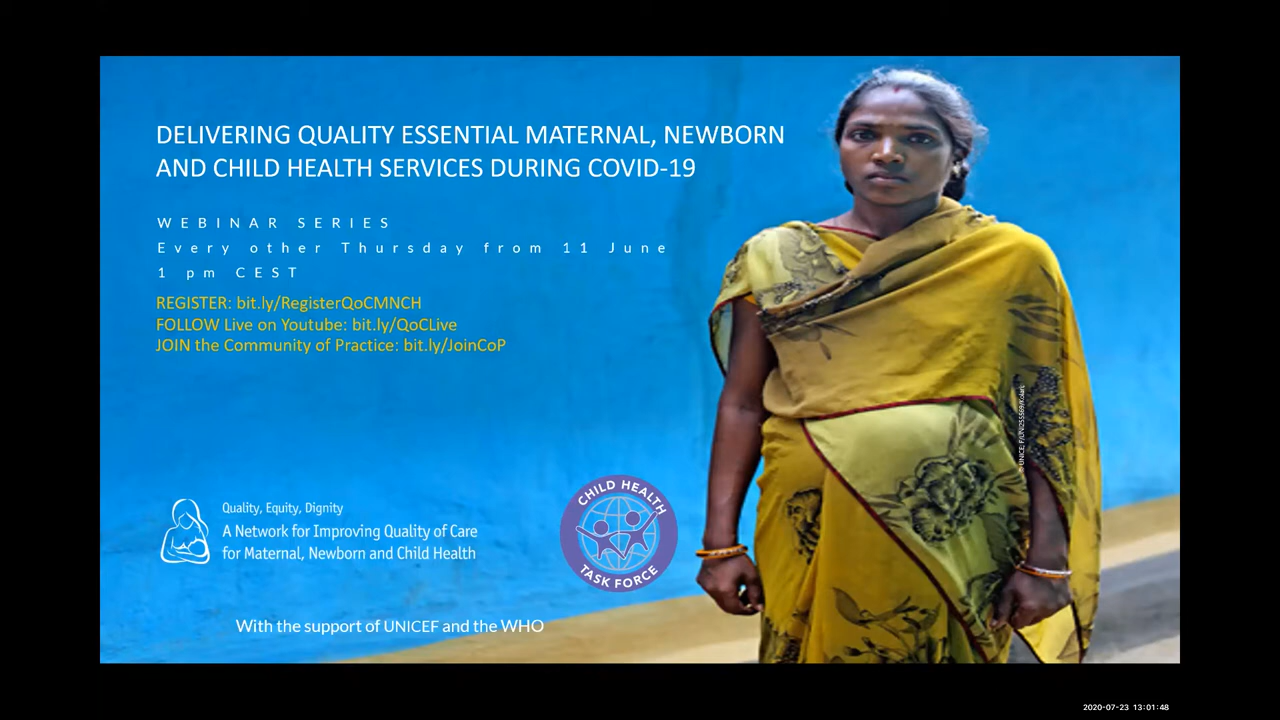 DELIVERING QUALITY ESSENTIAL MATERNAL, NEWBORN
AND CHILD HEALTH SERVICES DURING COVID-19
WEBINAR SERIES
Every other Thursday from 11 June
1 pm CEST
REGISTER: bit.ly/RegisterQoCMNCH
FOLLOW Live on Youtube: bit.ly/QoCLive
JOIN the Community of Practice: bit.ly/JoinCoP
Quality, Equity, Dignity
A Network for Improving Quality of Care
for Maternal, Newborn and Child Health
CHILD HEALTH
TASK FORCE
With the support of UNICEF and the WHO
2020-07-23 13:01:48